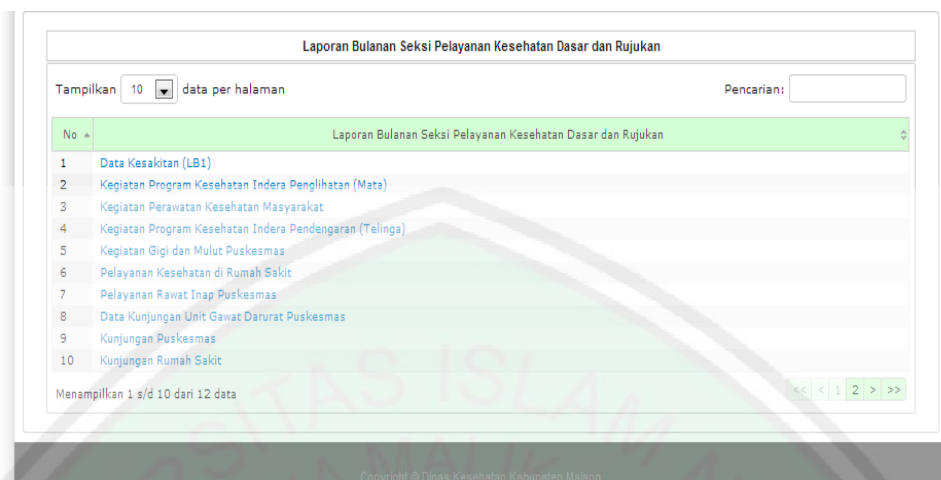 Laporan Bulanan Seksi Pelayanan Kesehatan Dasar dan Rujukan
Tampilkan 10 data per halaman Pencarian:
No Laporan Bulanan Seksi Pelayanan Kesehatan Dasar dan Rujukan
1 Data Kesakitan (LB1)
2 Kegiatan Program Kesehatan Indera Penglihatan (Mata)
3 Kegiatan Perawatan Kesehatan Masyarakat
4 Kegiatan Program Kesehatan Indera Pendengaran (Telinga)
5 Kegiatan Gigi dan Mulut Puskesmas
6 Pelayanan Kesehatan di Rumah Sakit
7 Pelayanan Rawat Inap Puskesmas
8 Data Kunjungan Unit Gawat Darurat Puskesmas
9 Kunjungan Puskesmas
10 Kunjungan Rumah Sakit
Menampilkan 1 s/d 10 dari 12 data << < 1 2 > >>
Copyright © Dinas Kesehatan Kabupaten Malang